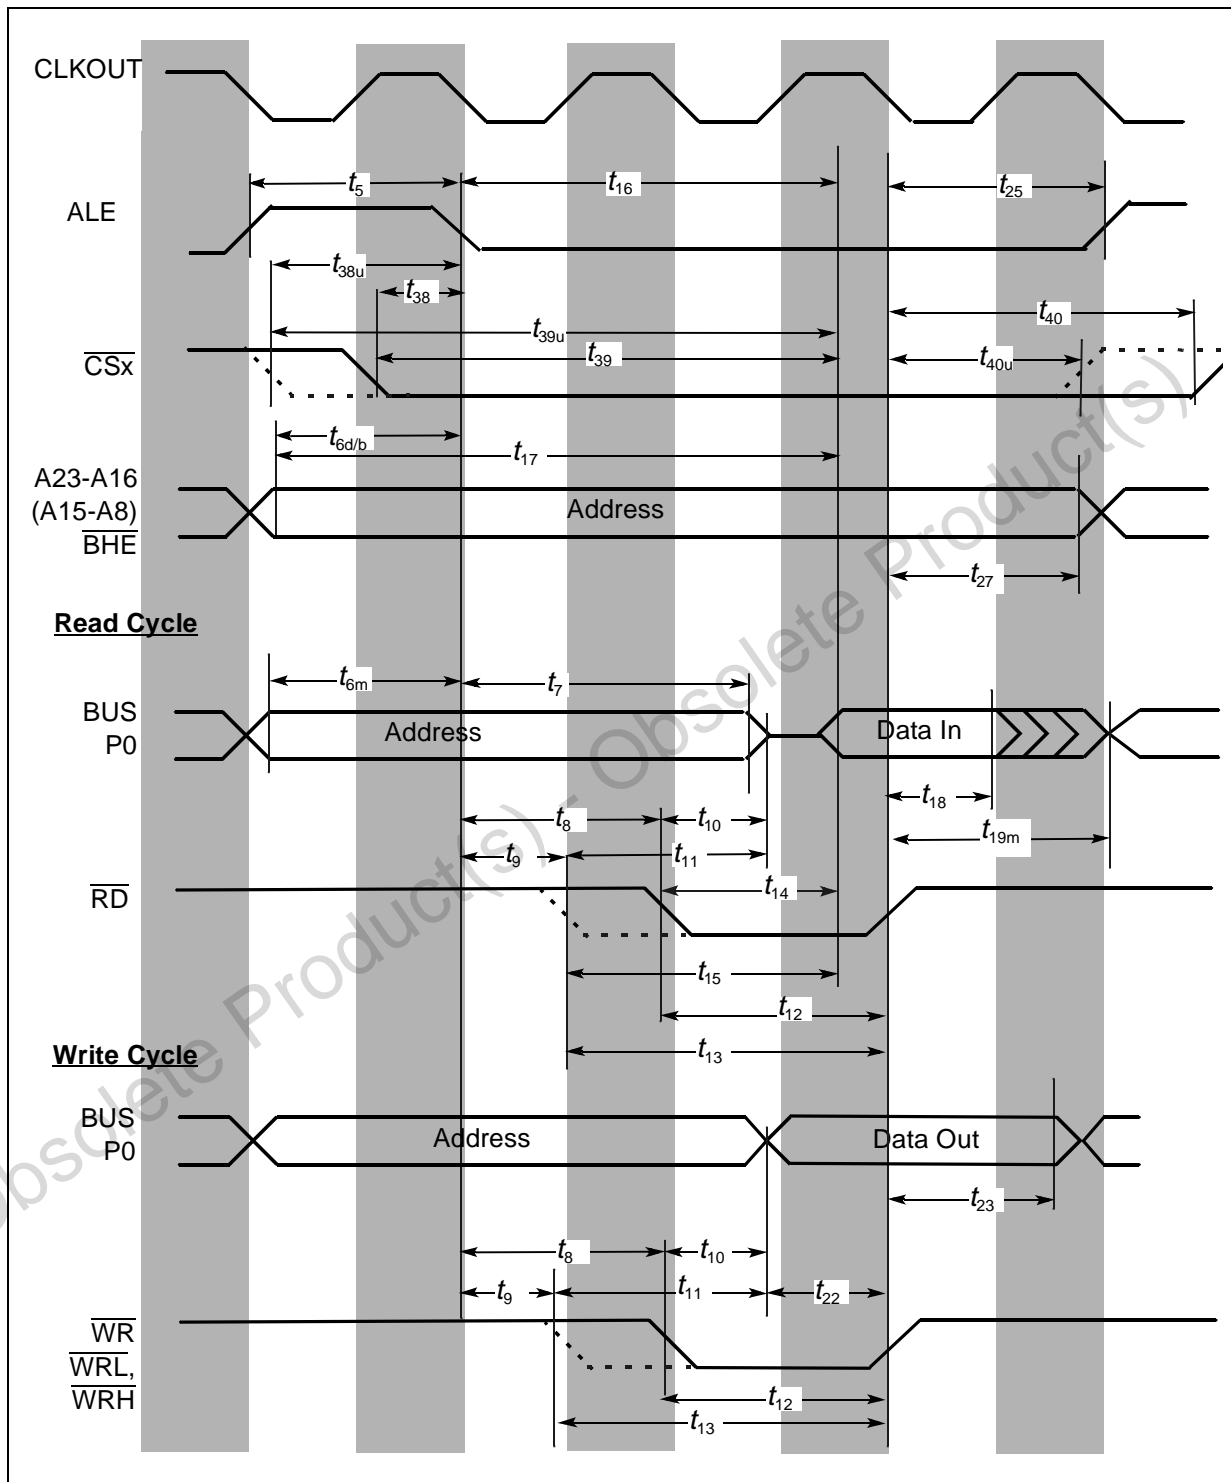 CLKOUT
t5
t16
t25
ALE
t38u
t38
t40
t39u
t39
t40u
CSx
t6d/b
t17
A23-A16
(A15-A8)
BHE
Address
t27
Read Cycle
t6m
t7
BUS
P0
Address
Data In
t18
t8
t10
t19m
t9
t11
RD
t14
t15
t12
t13
Write Cycle
BUS
P0
Address
Data Out
t23
t8
t10
t9
t11
t22
WR
WRL,
WRH
t12
t13
Obsolete Product(s) - Obsolete Product(s)